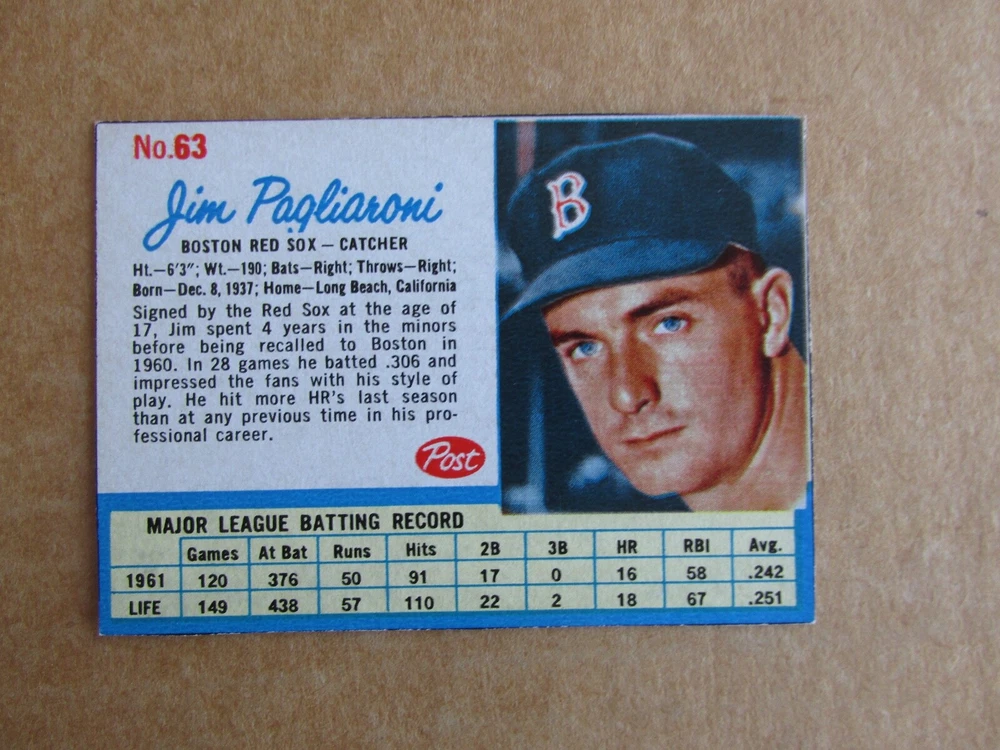 No.63
Jim Pagliaroni
BOSTON RED SOX — CATCHER
Ht.—6'3"; Wt.—190; Bats—Right; Throws—Right;
Born—Dec. 8, 1937; Home—Long Beach, California
Signed by the Red Sox at the age of
17, Jim spent 4 years in the minors
before being recalled to Boston in
1960. In 28 games he batted .306 and
impressed the fans with his style of
play. He hit more HR's last season
than at any previous time in his pro-
fessional career.
Post
B
MAJOR LEAGUE BATTING RECORD
Games At Bat Runs Hits 2B 3B HR RBI Avg.
1961 120 376 50 91 17 0 16 58 .242
LIFE 149 438 57 110 22 2 18 67 .251